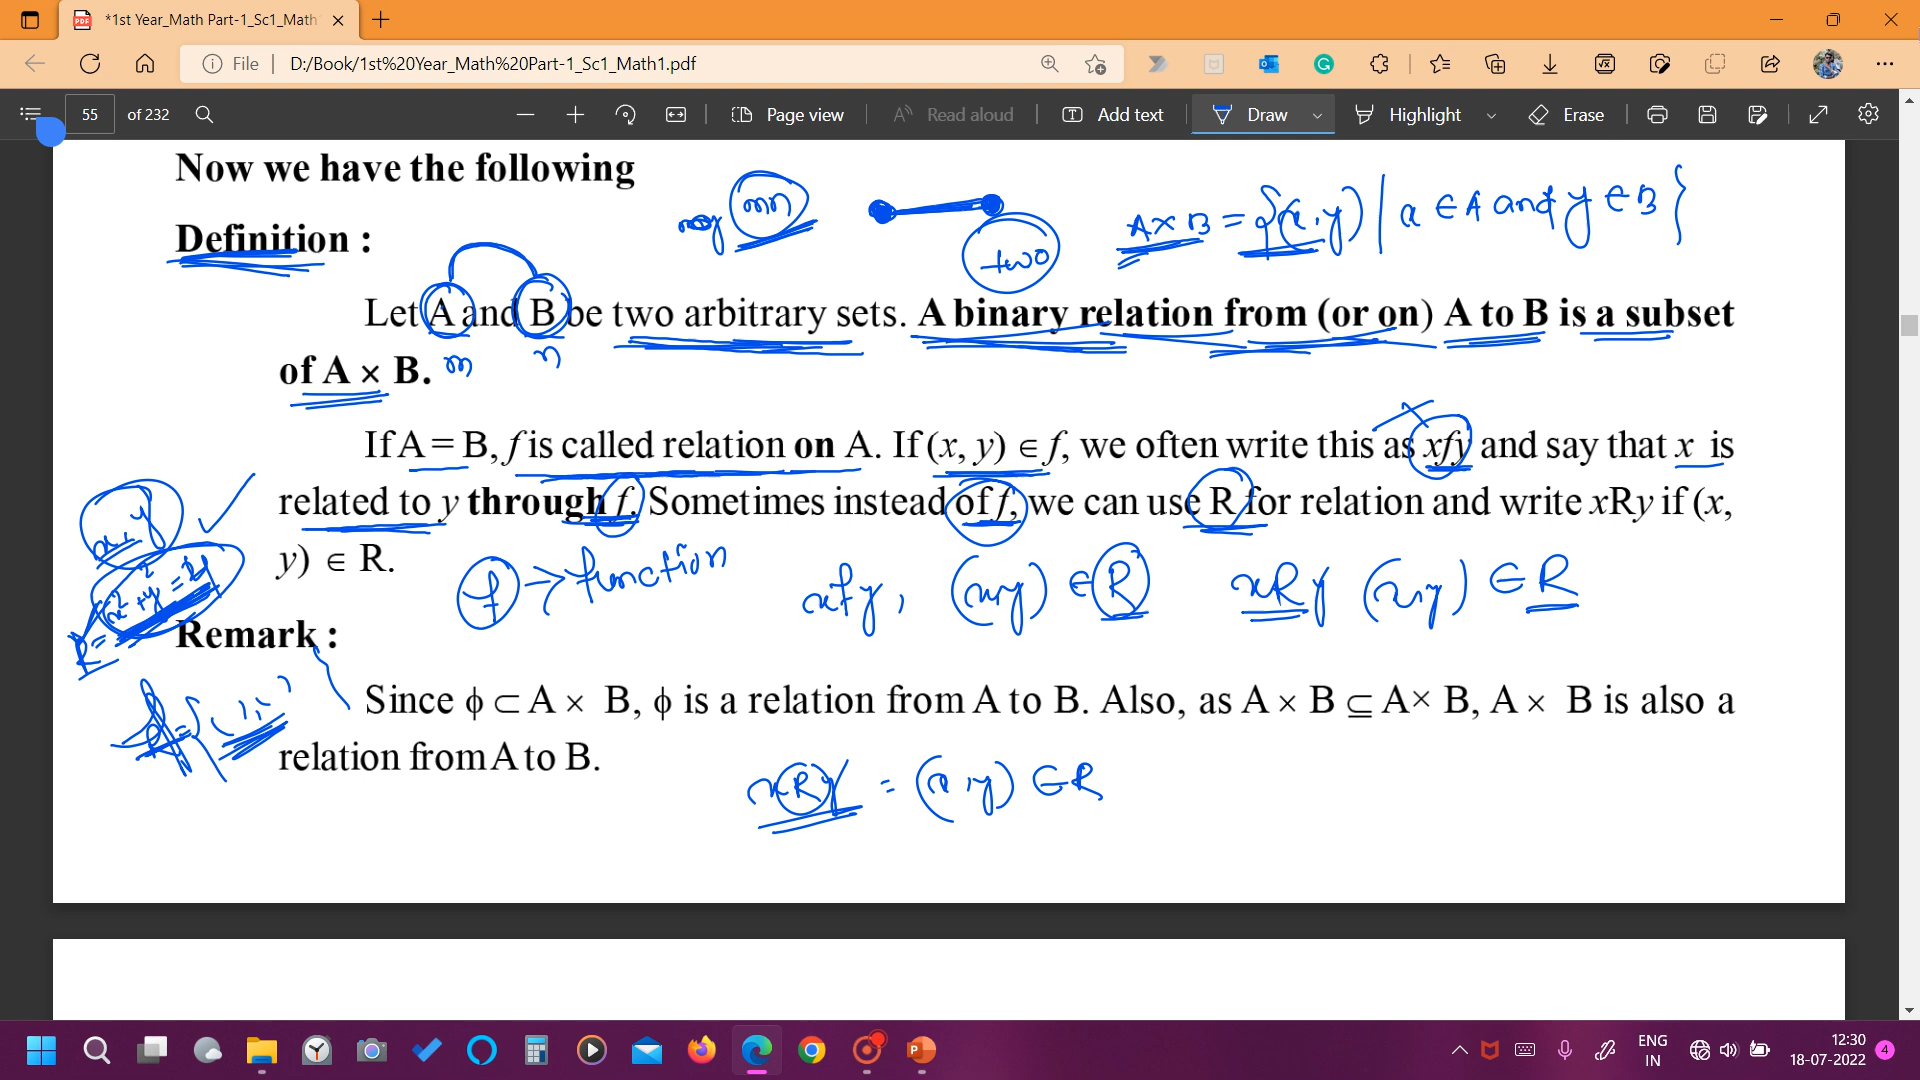 *1st Year_Math Part-1_Sc1_Math
File
D:/Book/1st%20Year_Math%20Part-1_Sc1_Math1.pdf
55 of 232
Page view
Read aloud
Add text
Draw
Highlight
Erase
Now we have the following
mn
A × B = {(x, y) | x ∈ A and y ∈ B}
Definition :
two
Let A and B be two arbitrary sets. A binary relation from (or on) A to B is a subset
of A × B.
m
n
If A = B, f is called relation on A. If (x, y) ∈ f, we often write this as xfy and say that x is
related to y through f. Sometimes instead of f, we can use R for relation and write xRy if (x,
y) ∈ R.
x, y
f → function
xfy, (x,y) ∈ R
xRy (x,y) ∈ R
Remark :
Since ϕ ⊂ A × B, ϕ is a relation from A to B. Also, as A × B ⊆ A× B, A × B is also a
relation from A to B.
xRy = (x,y) ∈ R
ENG
IN
12:30
18-07-2022
4